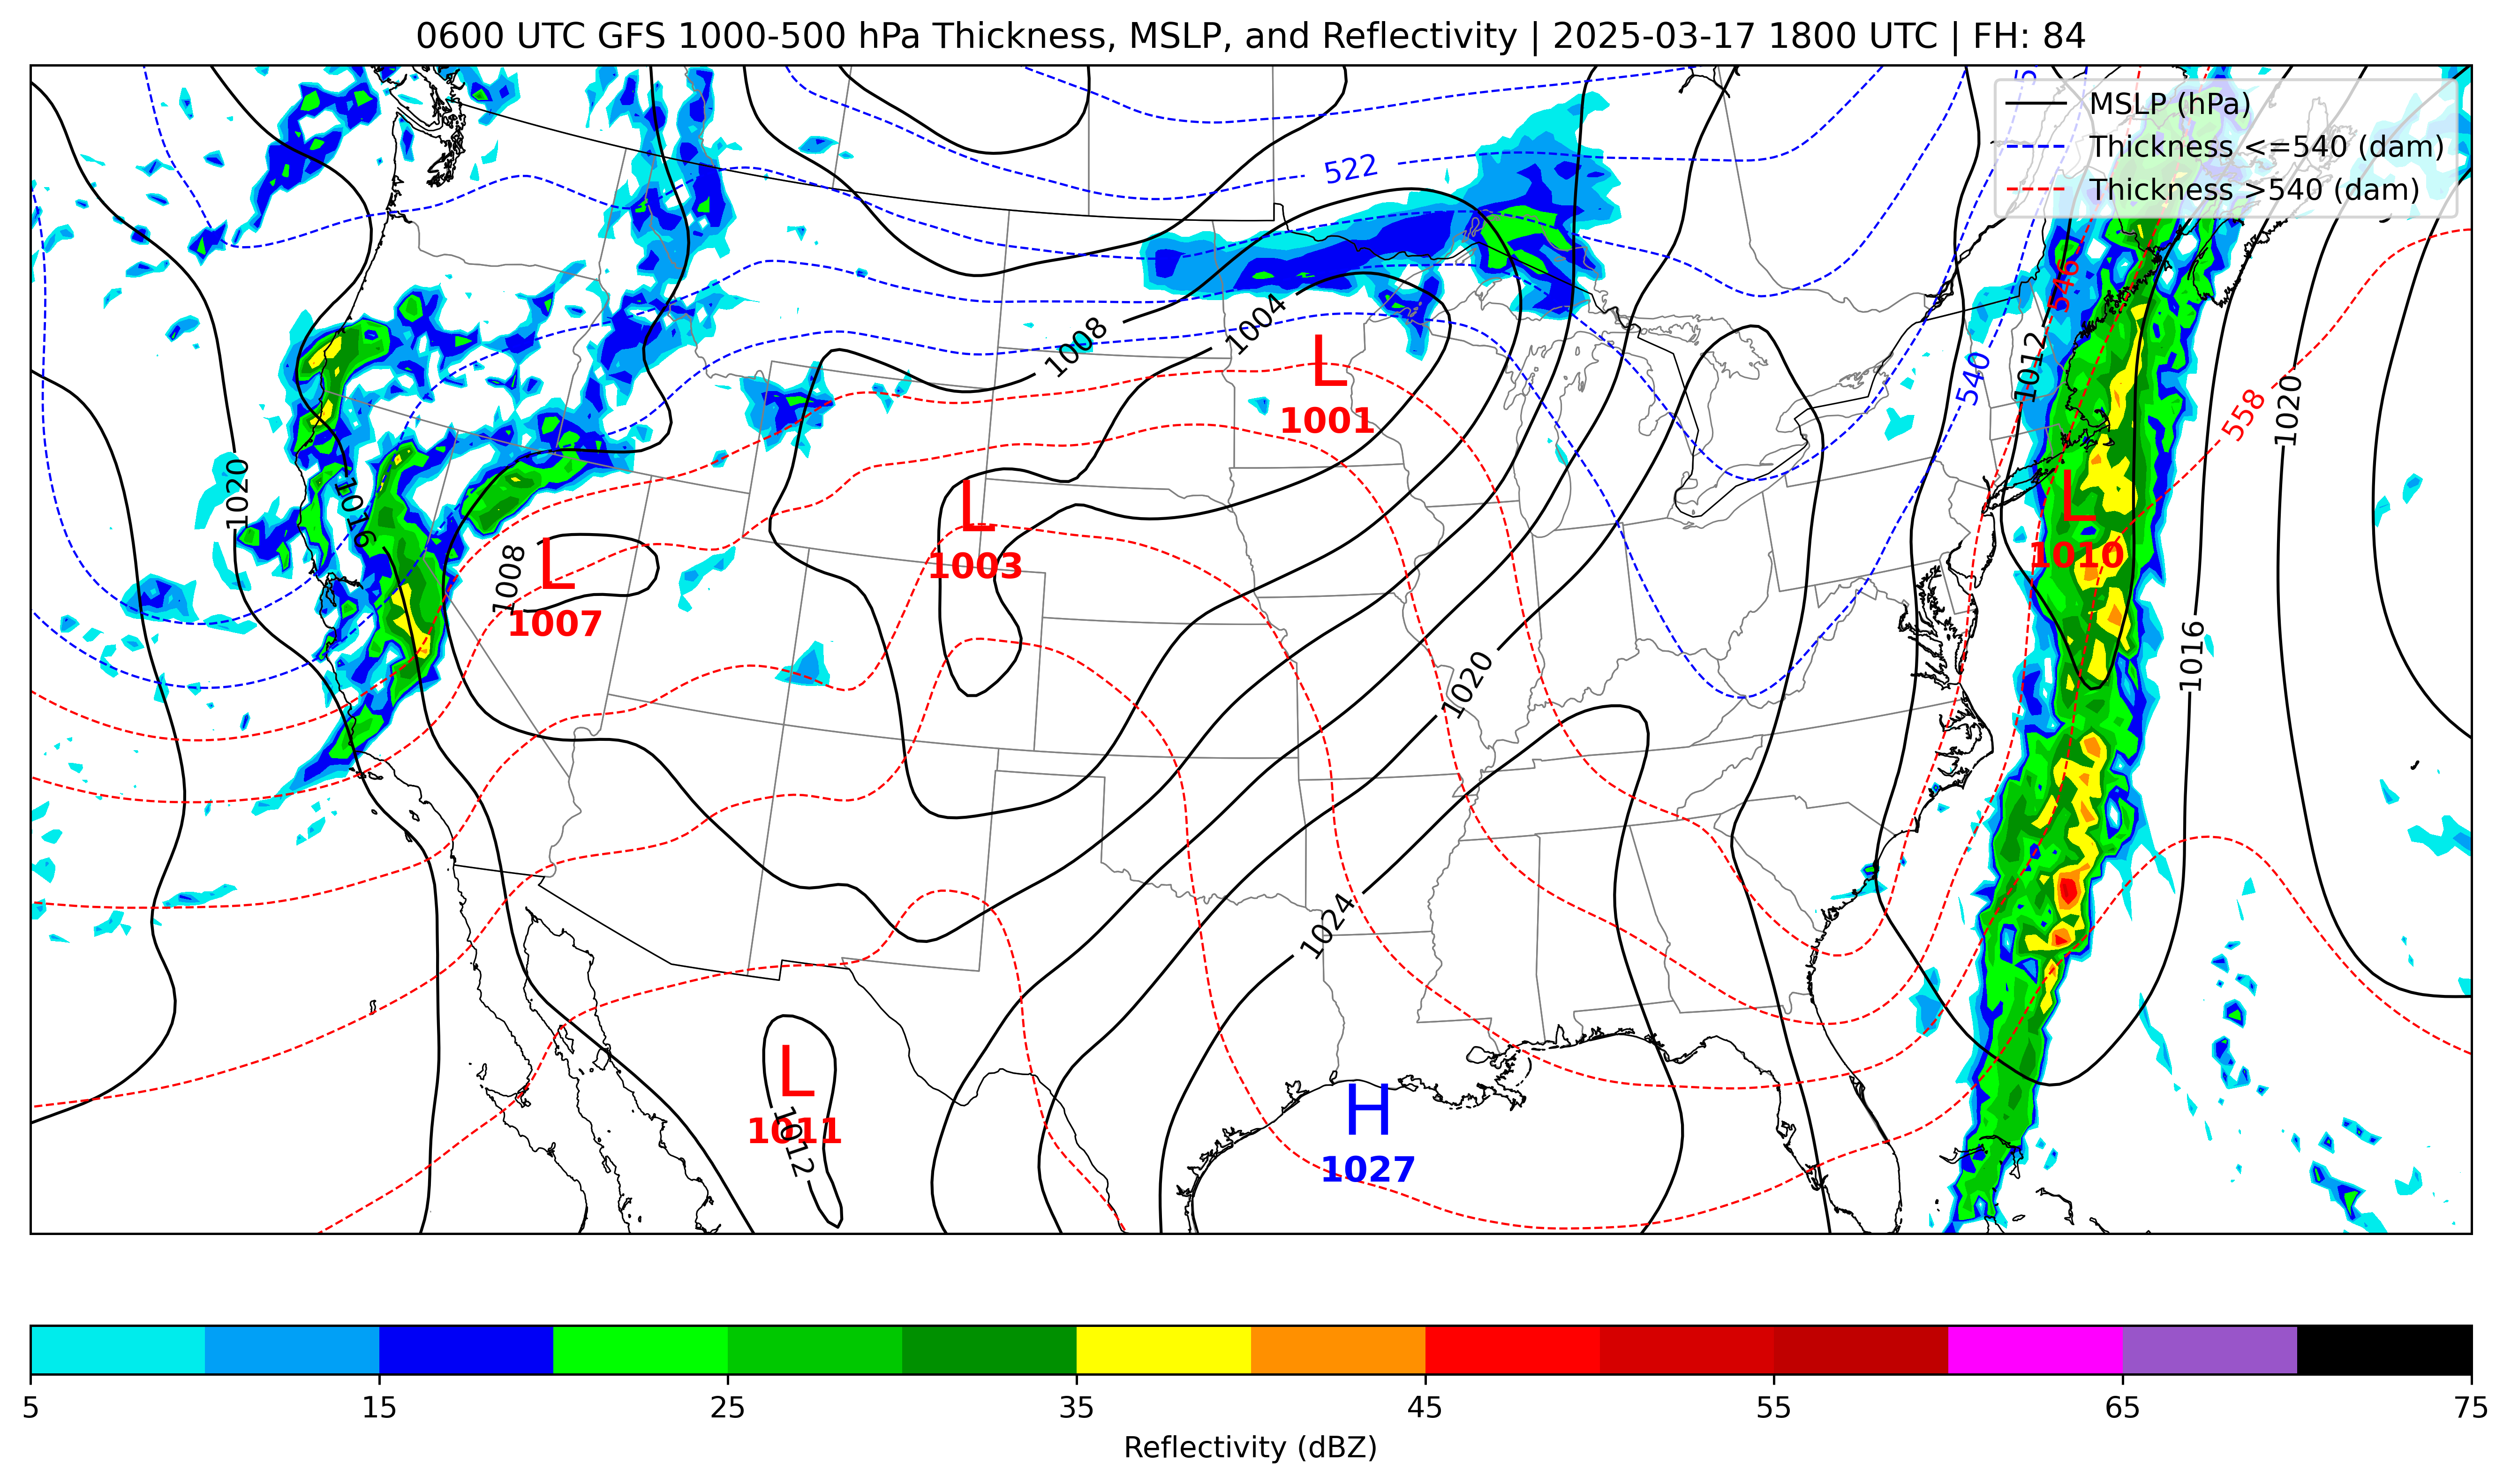 0600 UTC GFS 1000-500 hPa Thickness, MSLP, and Reflectivity | 2025-03-17 1800 UTC | FH: 84
MSLP (hPa)
Thickness <=540 (dam)
Thickness >540 (dam)
522
546
1008
1004
L
1001
540
1012
1020
558
1020
1016
L
1003
L
1010
1008
L
1007
1020
1016
1024
L
1011
1012
H
1027
5
15
25
35
45
55
65
75
Reflectivity (dBZ)